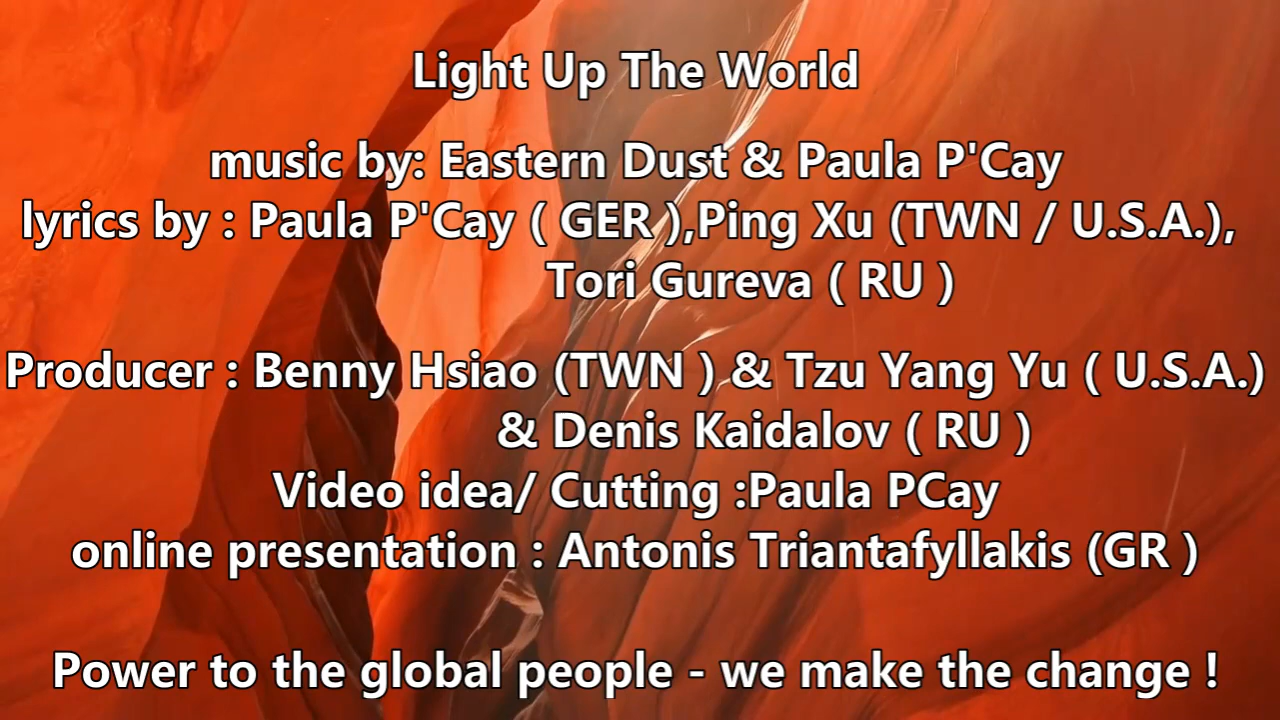 Light Up The World
music by: Eastern Dust & Paula P'Cay
lyrics by : Paula P'Cay ( GER ),Ping Xu (TWN / U.S.A.),
Tori Gureva ( RU )
Producer : Benny Hsiao (TWN ) & Tzu Yang Yu ( U.S.A.)
& Denis Kaidalov ( RU )
Video idea/ Cutting :Paula PCay
online presentation : Antonis Triantafyllakis (GR )
Power to the global people - we make the change !